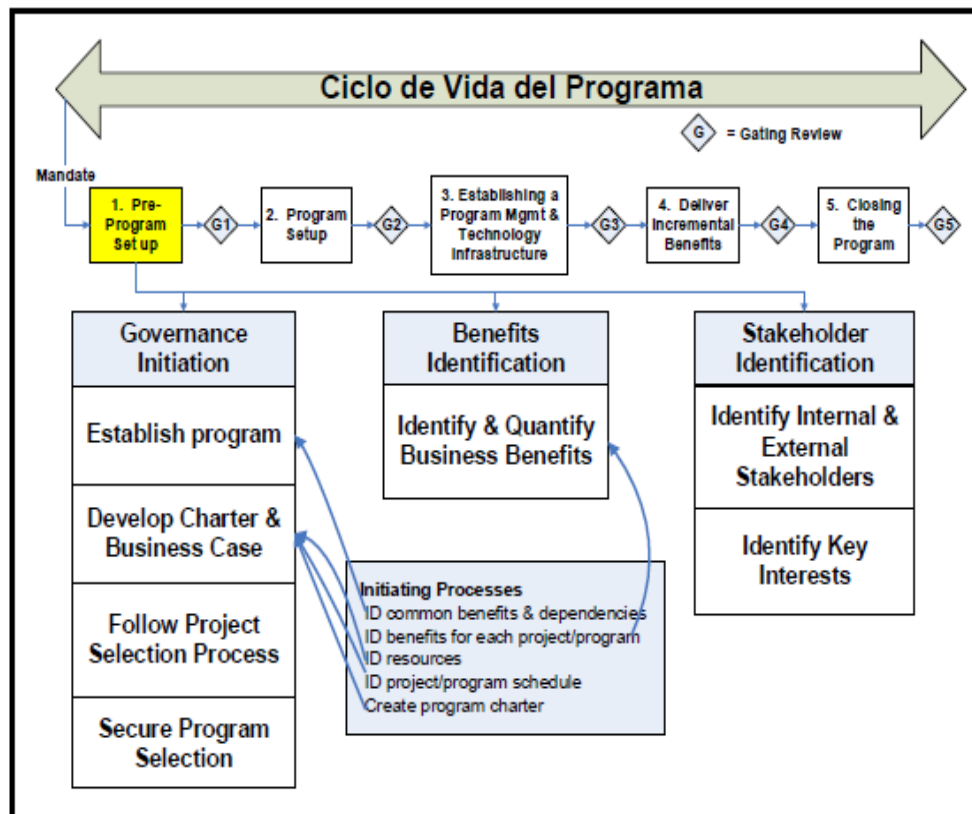 Ciclo de Vida del Programa
G
= Gating Review
Mandate
1. Pre-
Program
Set up
G1
2. Program
Setup
G2
3. Establishing a
Program Mgmt &
Technology
Infrastructure
G3
4. Deliver
Incremental
Benefits
G4
5. Closing
the
Program
G5
Governance
Initiation
Establish program
Develop Charter &
Business Case
Follow Project
Selection Process
Secure Program
Selection
Benefits
Identification
Identify & Quantify
Business Benefits
Stakeholder
Identification
Identify Internal &
External
Stakeholders
Identify Key
Interests
Initiating Processes
ID common benefits & dependencies
ID benefits for each project/program
ID resources
ID project/program schedule
Create program charter